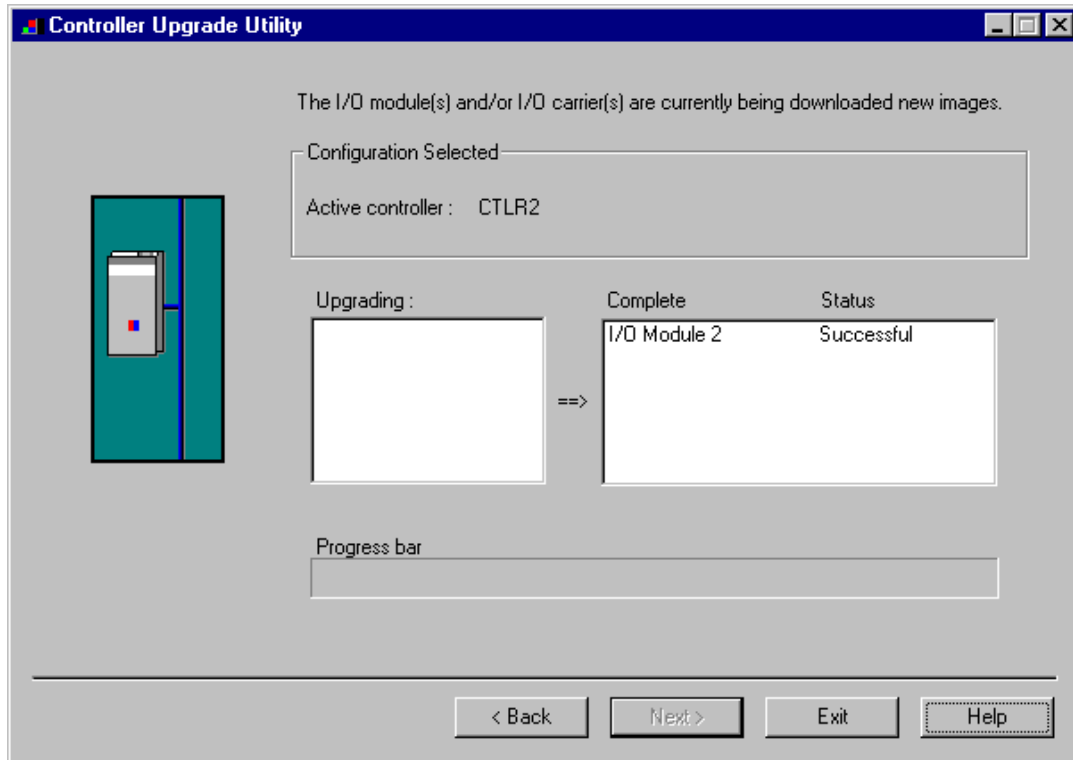 Controller Upgrade Utility
The I/O module(s) and/or I/O carrier(s) are currently being downloaded new images.
Configuration Selected
Active controller : CTLR2
Upgrading :
Complete Status
I/O Module 2 Successful
==>
Progress bar
< Back Next > Exit Help